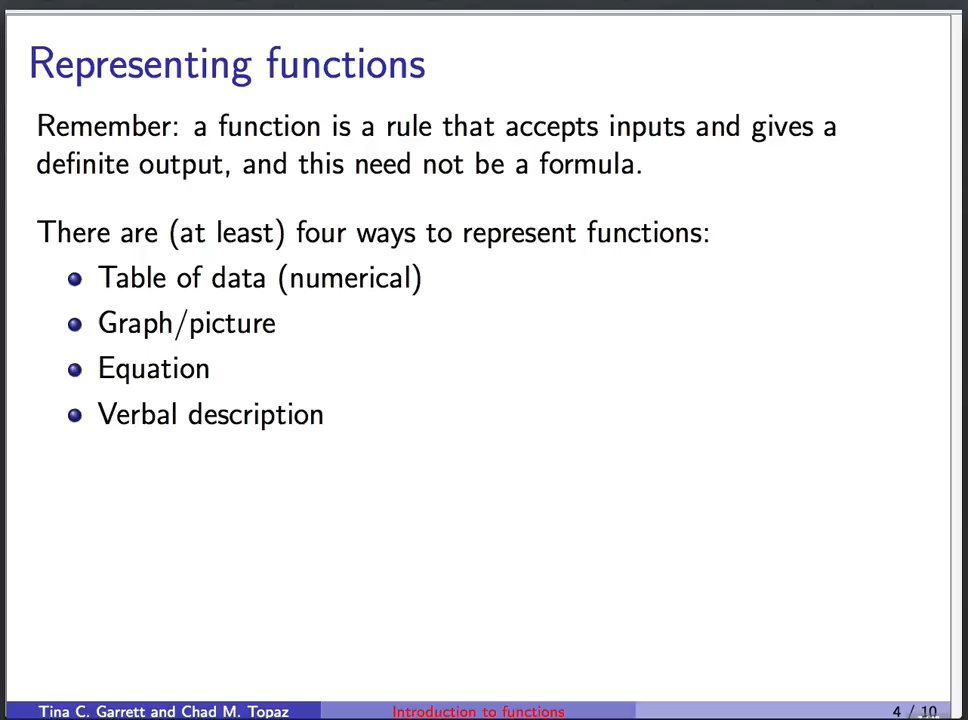 Representing functions
Remember: a function is a rule that accepts inputs and gives a
definite output, and this need not be a formula.
There are (at least) four ways to represent functions:
Table of data (numerical)
Graph/picture
Equation
Verbal description
Tina C. Garrett and Chad M. Topaz
Introduction to functions
4 / 10